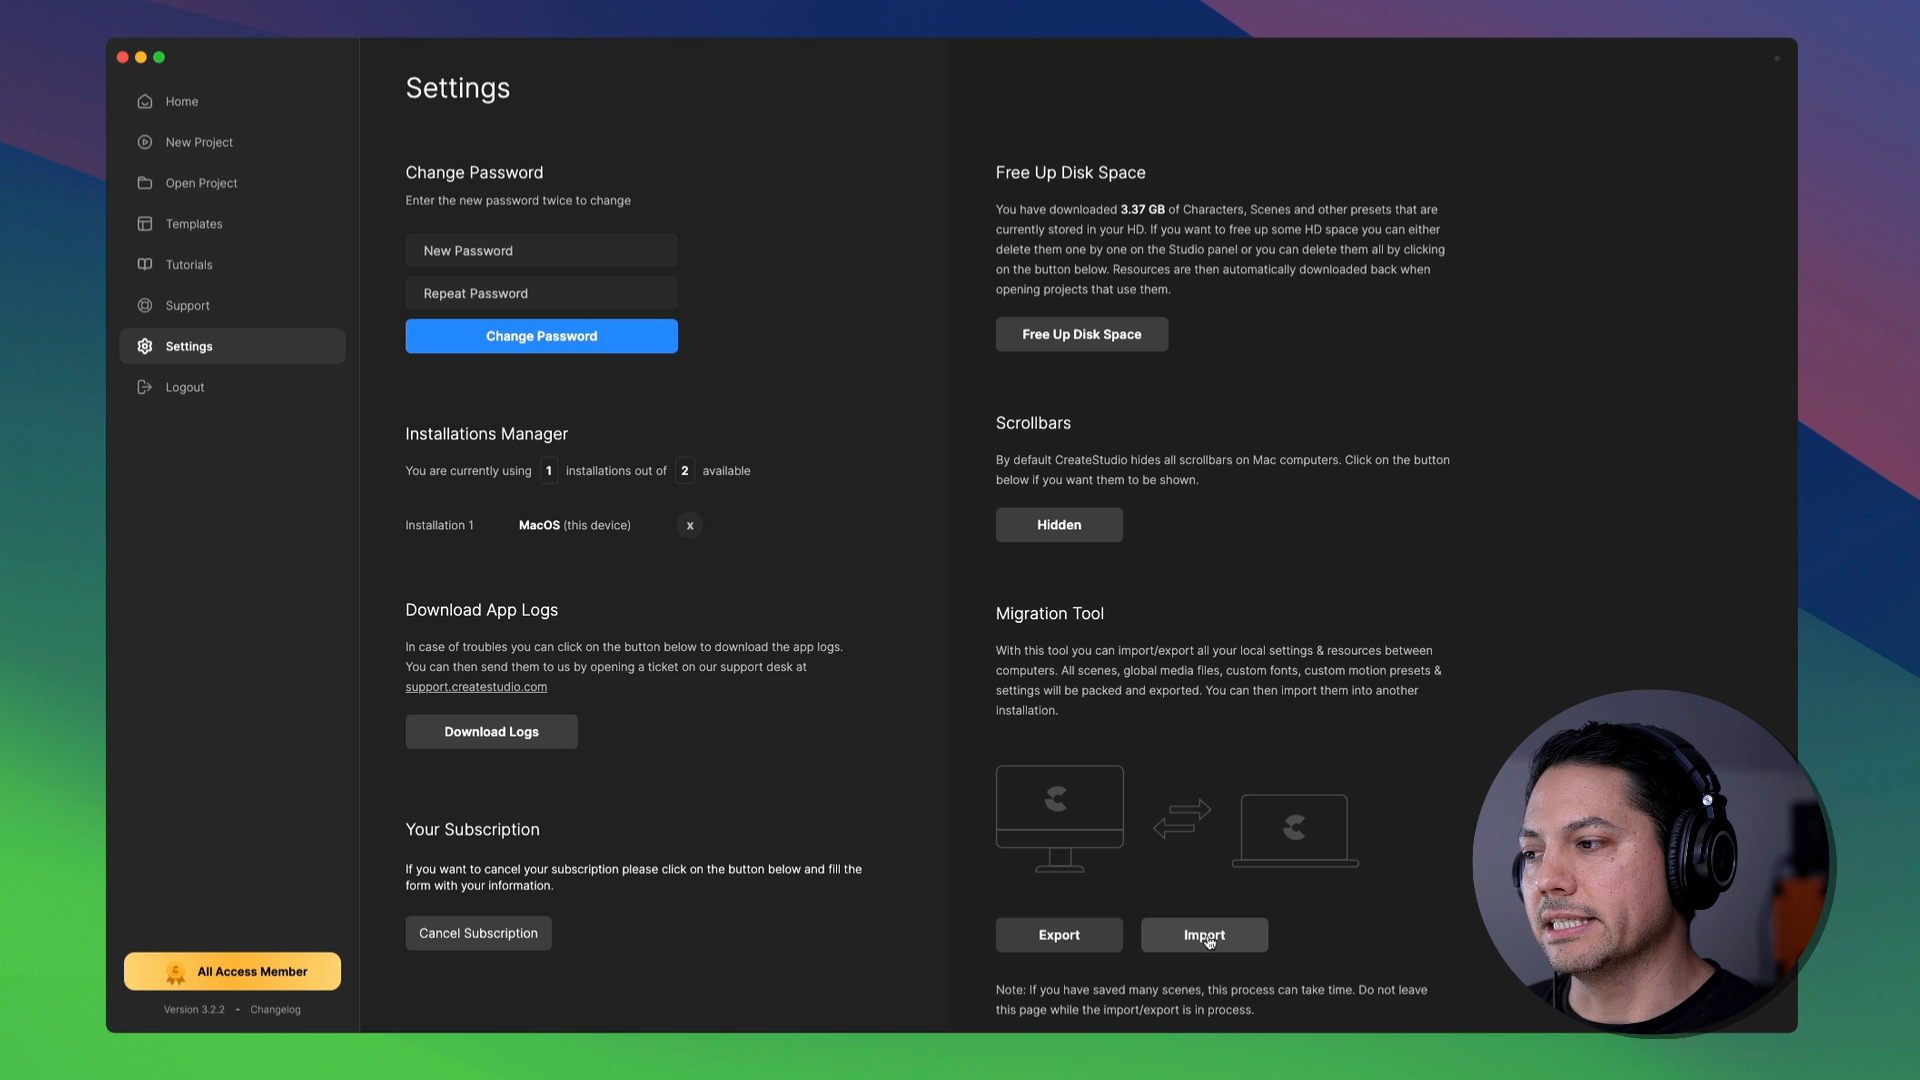 Home
New Project
Open Project
Templates
Tutorials
Support
Settings
Logout
All Access Member
Version 3.2.2 - Changelog
Settings
Change Password
Enter the new password twice to change
New Password
Repeat Password
Change Password
Installations Manager
You are currently using 1 installations out of 2 available
Installation 1 MacOS (this device) x
Download App Logs
In case of troubles you can click on the button below to download the app logs.
You can then send them to us by opening a ticket on our support desk at
support.createstudio.com
Download Logs
Your Subscription
If you want to cancel your subscription please click on the button below and fill the
form with your information.
Cancel Subscription
Free Up Disk Space
You have downloaded 3.37 GB of Characters, Scenes and other presets that are
currently stored in your HD. If you want to free up some HD space you can either
delete them one by one on the Studio panel or you can delete them all by clicking
on the button below. Resources are then automatically downloaded back when
opening projects that use them.
Free Up Disk Space
Scrollbars
By default CreateStudio hides all scrollbars on Mac computers. Click on the button
below if you want them to be shown.
Hidden
Migration Tool
With this tool you can import/export all your local settings & resources between
computers. All scenes, global media files, custom fonts, custom motion presets &
settings will be packed and exported. You can then import them into another
installation.
Export
Import
Note: If you have saved many scenes, this process can take time. Do not leave
this page while the import/export is in process.